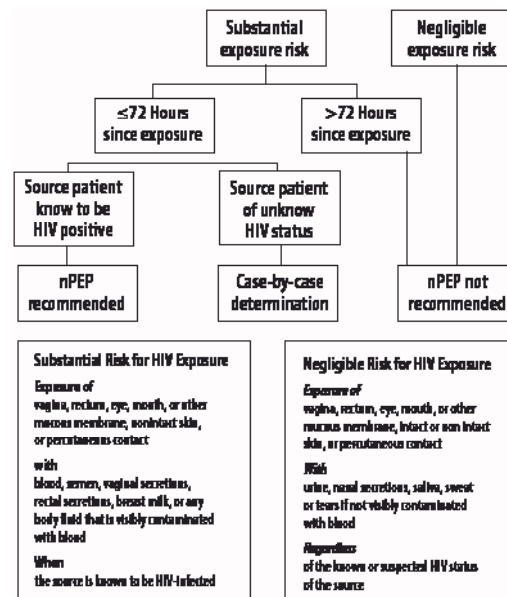 Substantial
exposure risk
Negligible
exposure risk
≤72 Hours
since exposure
>72 Hours
since exposure
Source patient
know to be
HIV positive
Source patient
of unknow
HIV status
nPEP
recommended
Case-by-case
determination
nPEP not
recommended
Substantial Risk for HIV Exposure
Exposure of
vagina, rectum, eye, mouth, or other
mucous membrane, nonintact skin,
or percutaneous contact
with
blood, semen, vaginal secretions,
rectal secretions, breast milk, or any
body fluid that is visibly contaminated
with blood
When
the source is known to be HIV-infected
Negligible Risk for HIV Exposure
Exposure of
vagina, rectum, eye, mouth, or other
mucous membrane, intact or non intact
skin, or percutaneous contact
With
urine, nasal secretions, saliva, sweat
or tears if not visibly contaminated
with blood
Regardless
of the known or suspected HIV status
of the source